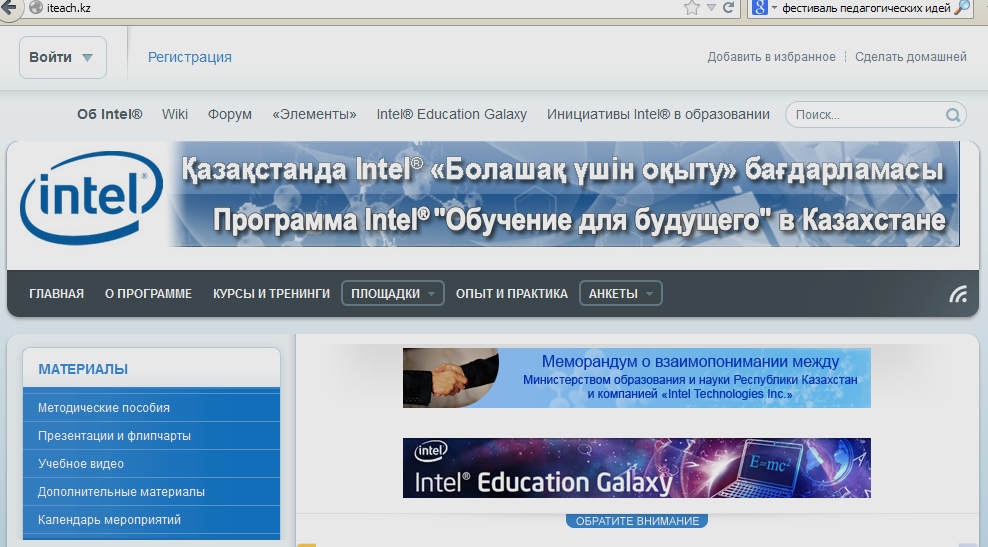 iteach.kz
фестиваль педагогических идей
Войти
Регистрация
Добавить в избранное
Сделать домашней
Об Intel®
Wiki
Форум
«Элементы»
Intel® Education Galaxy
Инициативы Intel® в образовании
Поиск...
intel®
Қазақстанда Intel® «Болашақ үшін оқыту» бағдарламасы
Программа Intel® "Обучение для будущего" в Казахстане
ГЛАВНАЯ
О ПРОГРАММЕ
КУРСЫ И ТРЕНИНГИ
ПЛОЩАДКИ
ОПЫТ И ПРАКТИКА
АНКЕТЫ
МАТЕРИАЛЫ
Методические пособия
Презентации и флипчарты
Учебное видео
Дополнительные материалы
Календарь мероприятий
Меморандум о взаимопонимании между
Министерством образования и науки Республики Казахстан
и компанией «Intel Technologies Inc.»
intel
Intel® Education Galaxy
E=mc²
ОБРАТИТЕ ВНИМАНИЕ